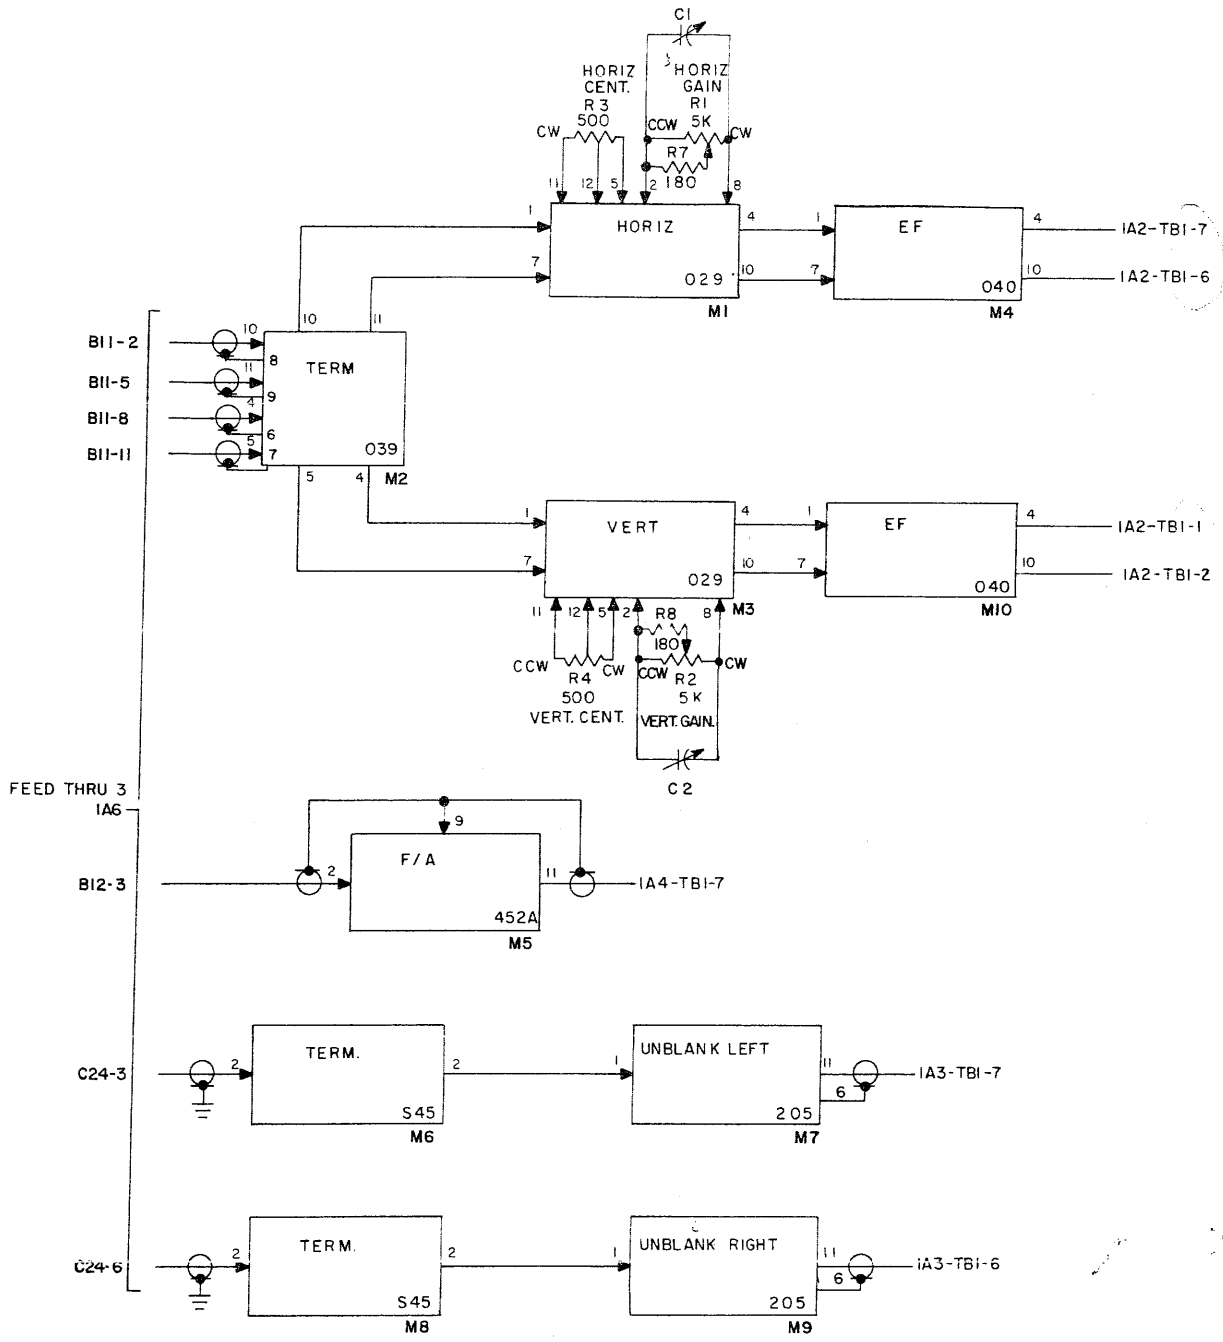 C1
HORIZ
CENT.
R3
500
HORIZ
GAIN
R1
5K
CW
CCW
CW
R7
180
11
12
5
2
8
1
7
HORIZ
029
M1
4
10
1
7
EF
040
M4
4
10
1A2-TB1-7
1A2-TB1-6
10
11
B11-2
B11-5
B11-8
B11-11
10
8
11
9
4
6
5
7
TERM
039
M2
5
4
1
7
VERT
029
M3
4
10
1
7
EF
040
M10
4
10
1A2-TB1-1
1A2-TB1-2
11
12
5
2
8
R8
180
CCW
CW
CCW
CW
R4
500
VERT. CENT.
R2
5K
VERT. GAIN.
C2
FEED THRU 3
1A6
B12-3
2
9
F/A
452A
M5
11
1A4-TB1-7
C24-3
2
TERM.
S45
M6
2
1
UNBLANK LEFT
205
M7
11
6
1A3-TB1-7
C24-6
2
TERM.
S45
M8
2
1
UNBLANK RIGHT
205
M9
11
6
1A3-TB1-6